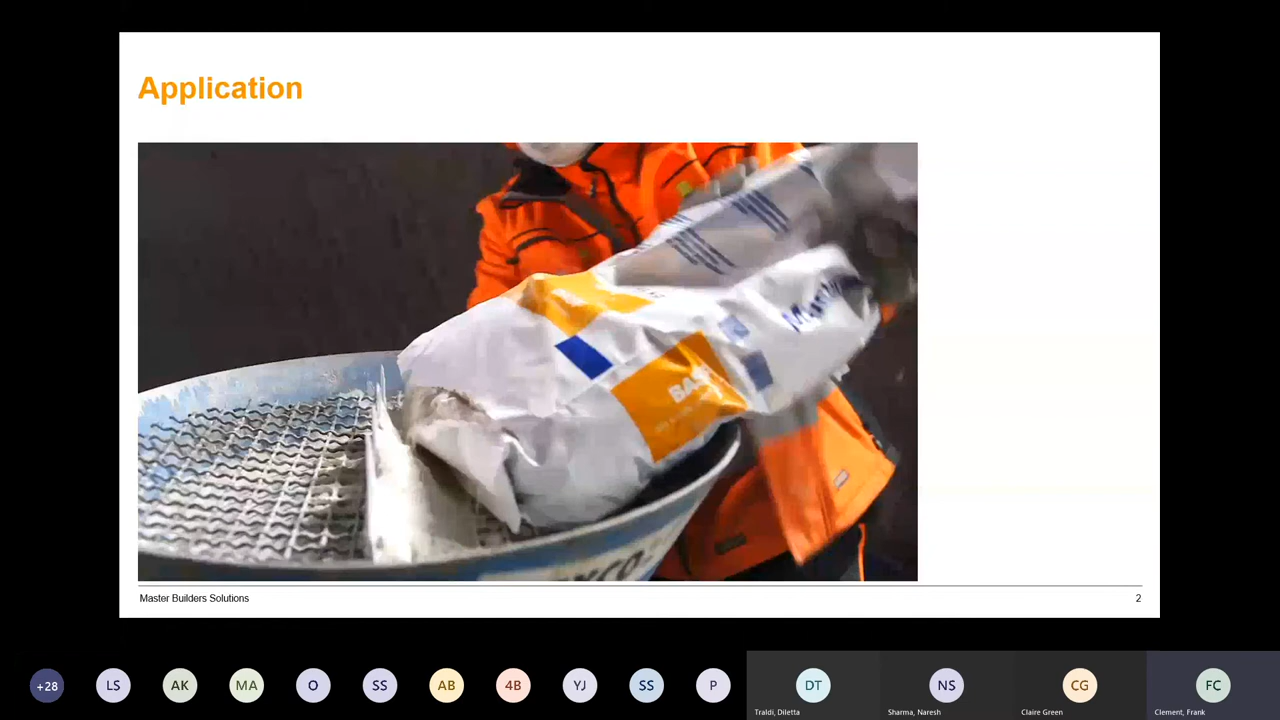 Application
Master Builders Solutions
2
+28
LS
AK
MA
O
SS
AB
4B
YJ
SS
P
DT
NS
CG
FC
Traldi, Diletta
Sharma, Naresh
Claire Green
Clement, Frank